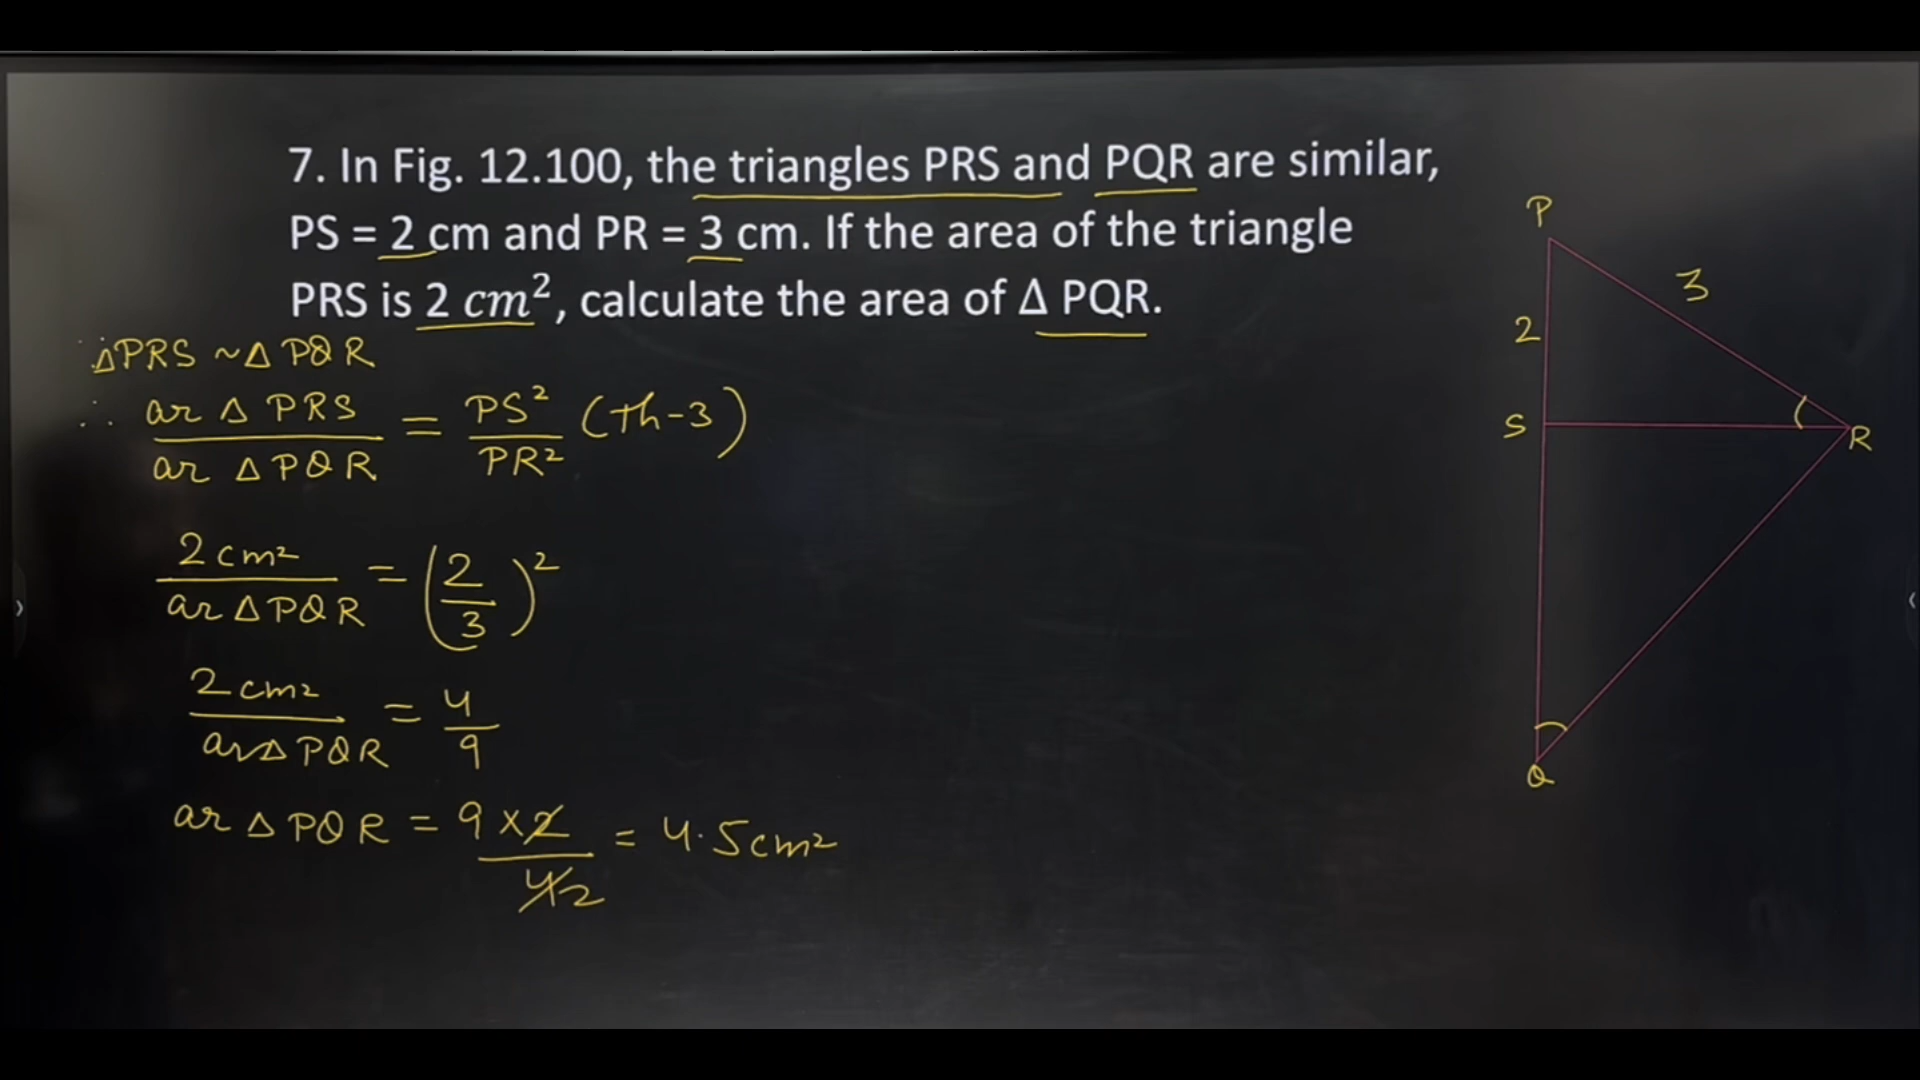 7. In Fig. 12.100, the triangles PRS and PQR are similar,
PS = 2 cm and PR = 3 cm. If the area of the triangle
PRS is 2 cm², calculate the area of Δ PQR.
∵ ΔPRS ~ Δ PQR
∴ ar Δ PRS / ar Δ PQR = PS² / PR² (Th-3)
2 cm² / ar Δ PQR = (2/3)²
2 cm² / ar Δ PQR = 4/9
ar Δ PQR = 9 × 2 / 4 2 = 4.5 cm²
P
3
2
S
R
Q